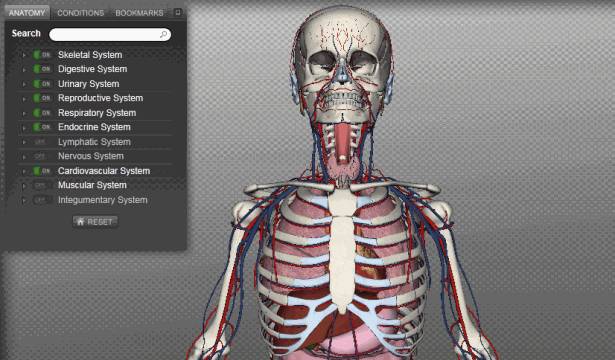 ANATOMY CONDITIONS BOOKMARKS
Search
ON Skeletal System
ON Digestive System
ON Urinary System
ON Reproductive System
ON Respiratory System
ON Endocrine System
OFF Lymphatic System
OFF Nervous System
ON Cardiovascular System
OFF Muscular System
OFF Integumentary System
RESET